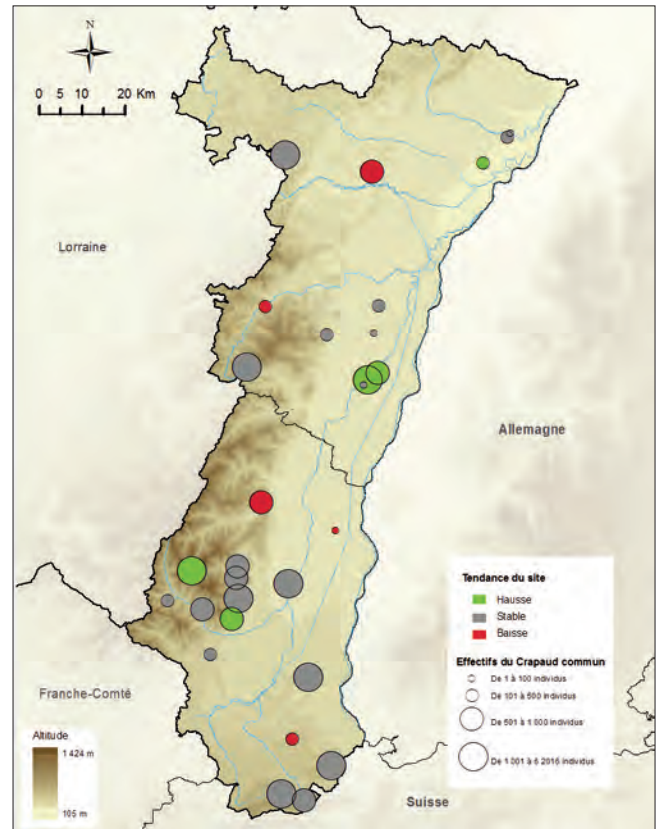 N
0 5 10 20 Km
Lorraine
Allemagne
Tendance du site
Hausse
Stable
Baisse
Effectifs du Crapaud commun
De 1 à 100 individus
De 101 à 500 individus
De 501 à 1 000 individus
De 1 001 à 6 2016 individus
Franche-Comté
Altitude
1 424 m
105 m
Suisse